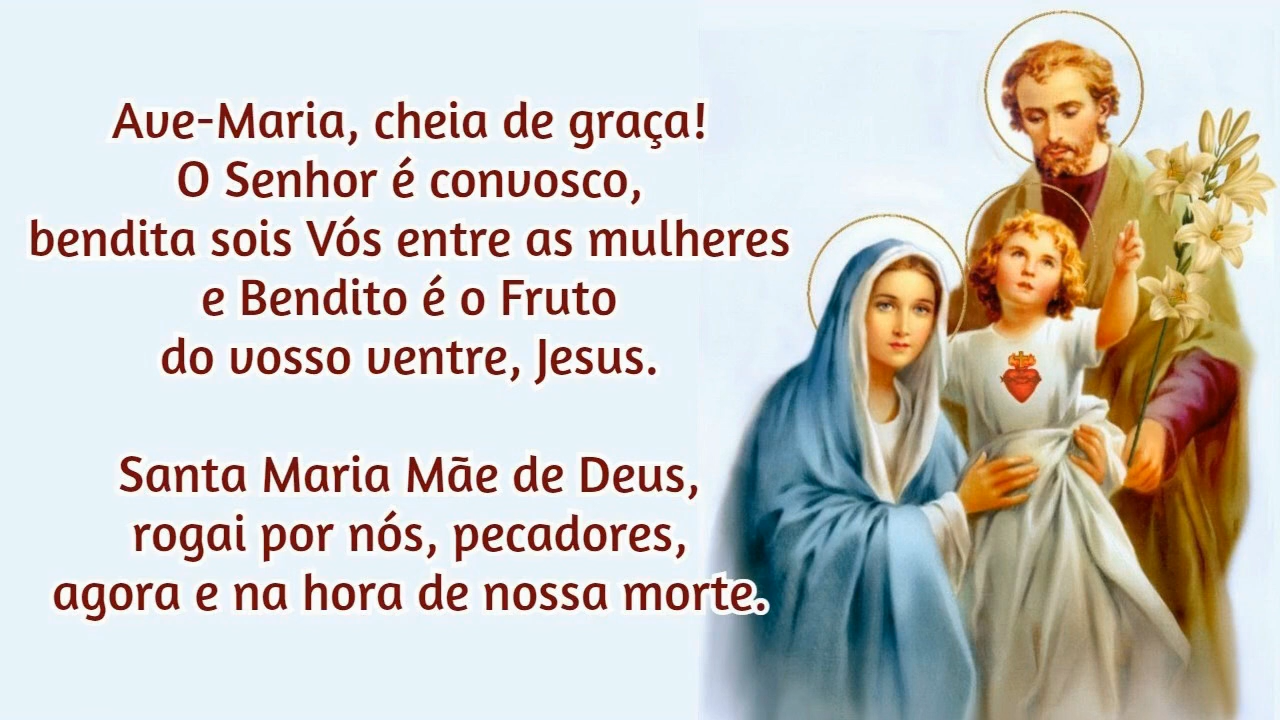 Ave-Maria, cheia de graça!
O Senhor é convosco,
bendita sois Vós entre as mulheres
e Bendito é o Fruto
do vosso ventre, Jesus.
Santa Maria Mãe de Deus,
rogai por nós, pecadores,
agora e na hora de nossa morte.